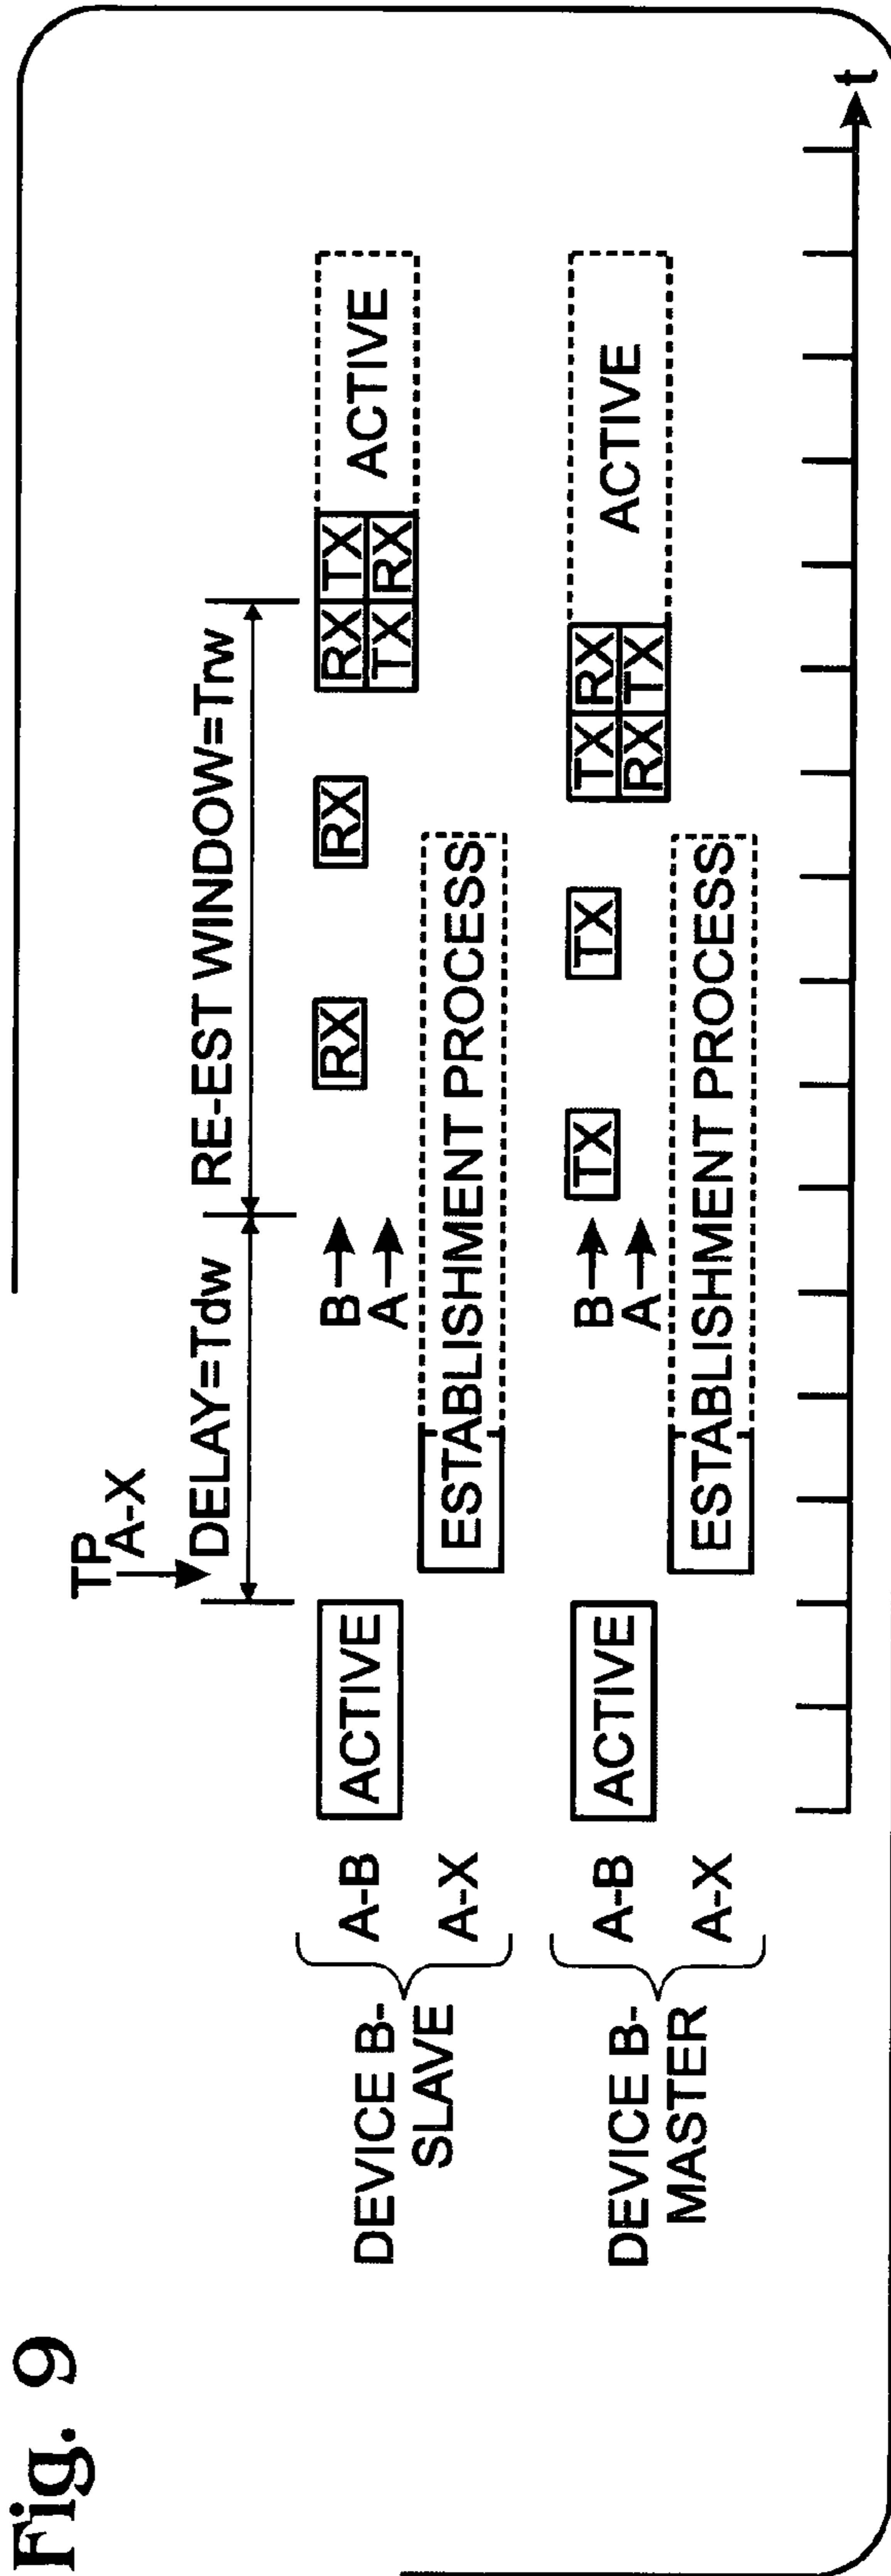 Fig. 9
TP
A-X
DELAY=Tdw RE-EST WINDOW=Trw
DEVICE B-
SLAVE
A-B ACTIVE B RX RX RX TX ACTIVE
A TX RX
A-X ESTABLISHMENT PROCESS
DEVICE B-
MASTER
A-B ACTIVE B TX TX TX RX ACTIVE
A RX TX
A-X ESTABLISHMENT PROCESS
t